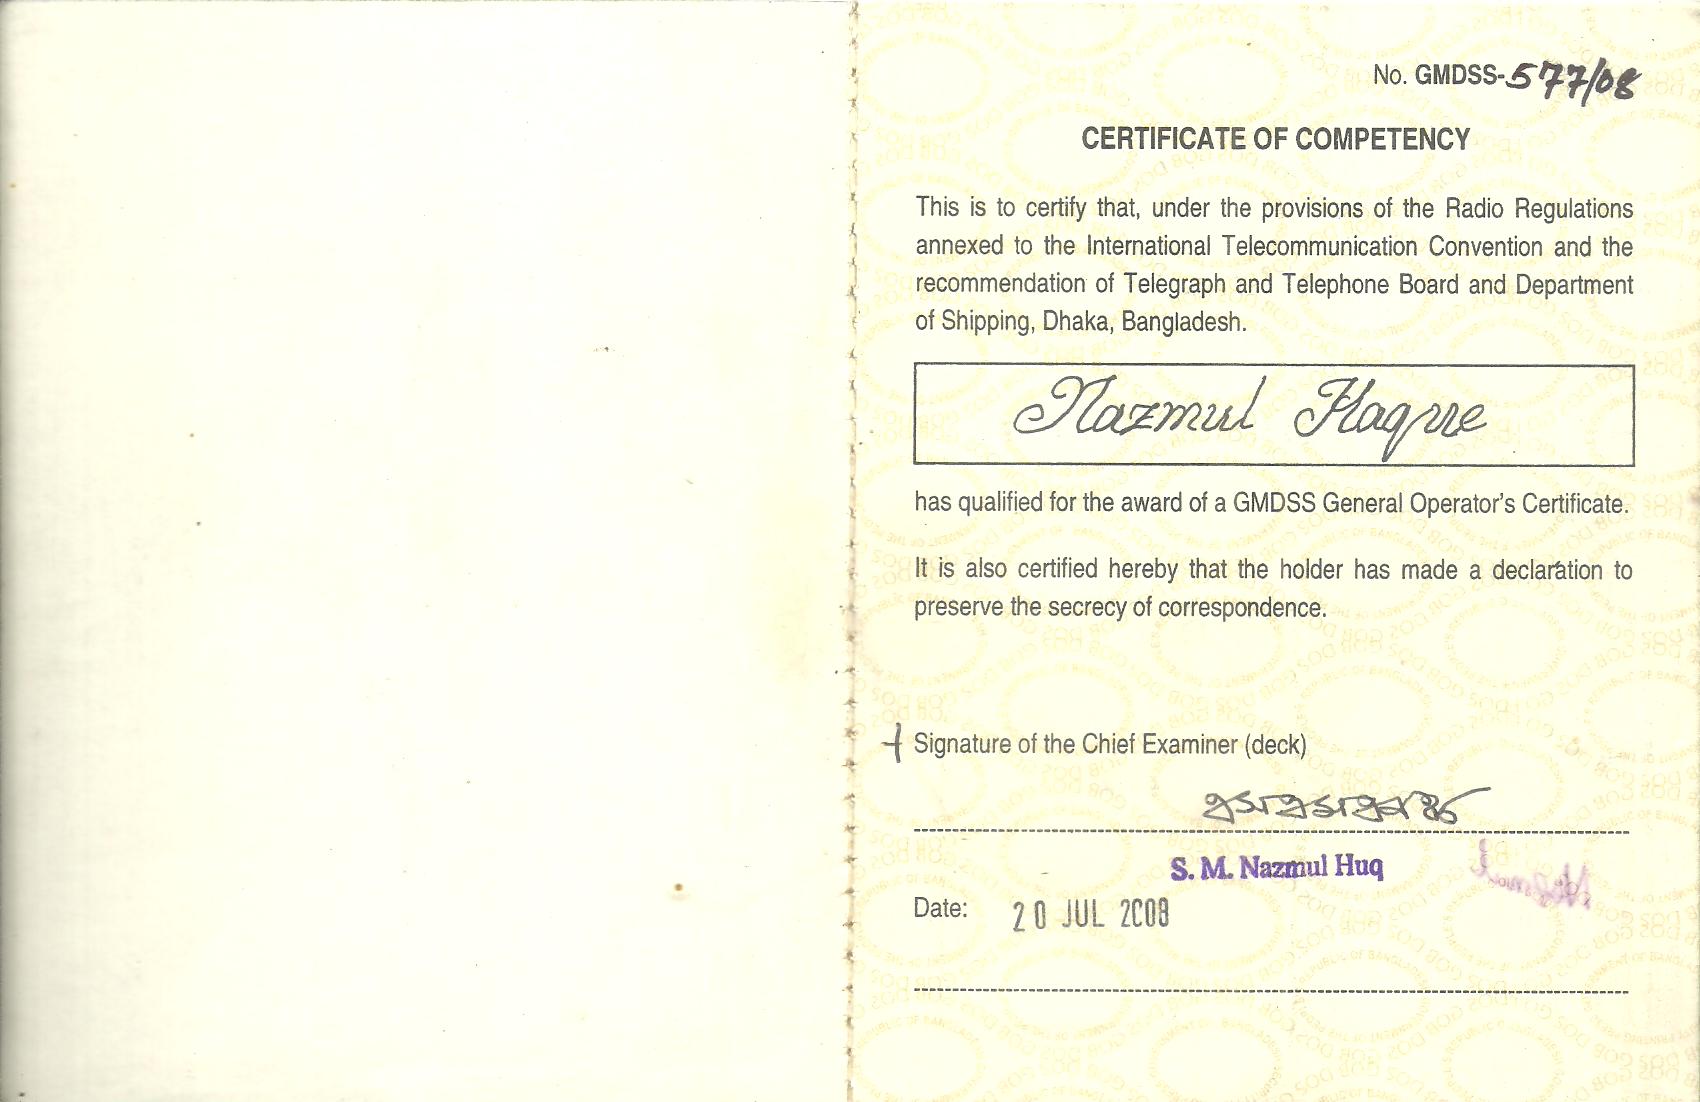 No. GMDSS-577/08
CERTIFICATE OF COMPETENCY
This is to certify that, under the provisions of the Radio Regulations
annexed to the International Telecommunication Convention and the
recommendation of Telegraph and Telephone Board and Department
of Shipping, Dhaka, Bangladesh.
Nazmul Haque
has qualified for the award of a GMDSS General Operator's Certificate.
It is also certified hereby that the holder has made a declaration to
preserve the secrecy of correspondence.
Signature of the Chief Examiner (deck)
S. M. Nazmul Huq
Date: 20 JUL 2008